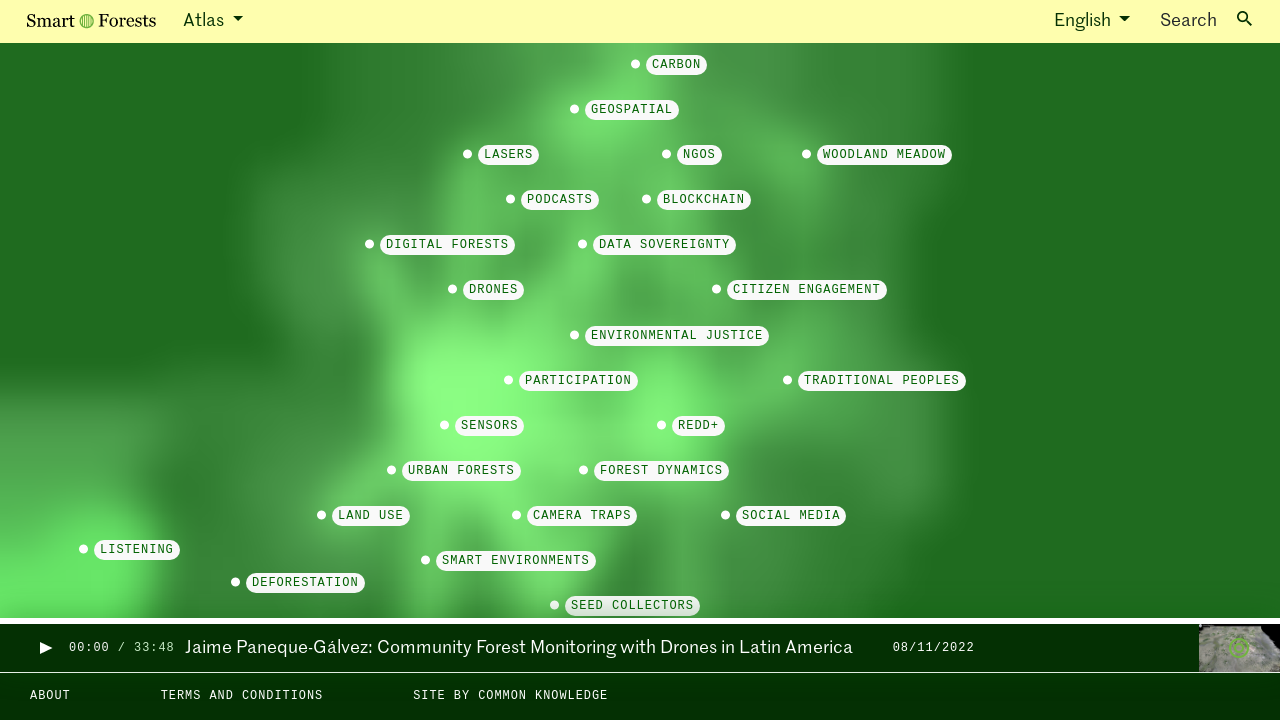 Smart Forests
Atlas
English
Search
CARBON
GEOSPATIAL
LASERS
NGOS
WOODLAND MEADOW
PODCASTS
BLOCKCHAIN
DIGITAL FORESTS
DATA SOVEREIGNTY
DRONES
CITIZEN ENGAGEMENT
ENVIRONMENTAL JUSTICE
PARTICIPATION
TRADITIONAL PEOPLES
SENSORS
REDD+
URBAN FORESTS
FOREST DYNAMICS
LAND USE
CAMERA TRAPS
SOCIAL MEDIA
LISTENING
SMART ENVIRONMENTS
DEFORESTATION
SEED COLLECTORS
00:00 / 33:48 Jaime Paneque-Gálvez: Community Forest Monitoring with Drones in Latin America 08/11/2022
ABOUT
TERMS AND CONDITIONS
SITE BY COMMON KNOWLEDGE